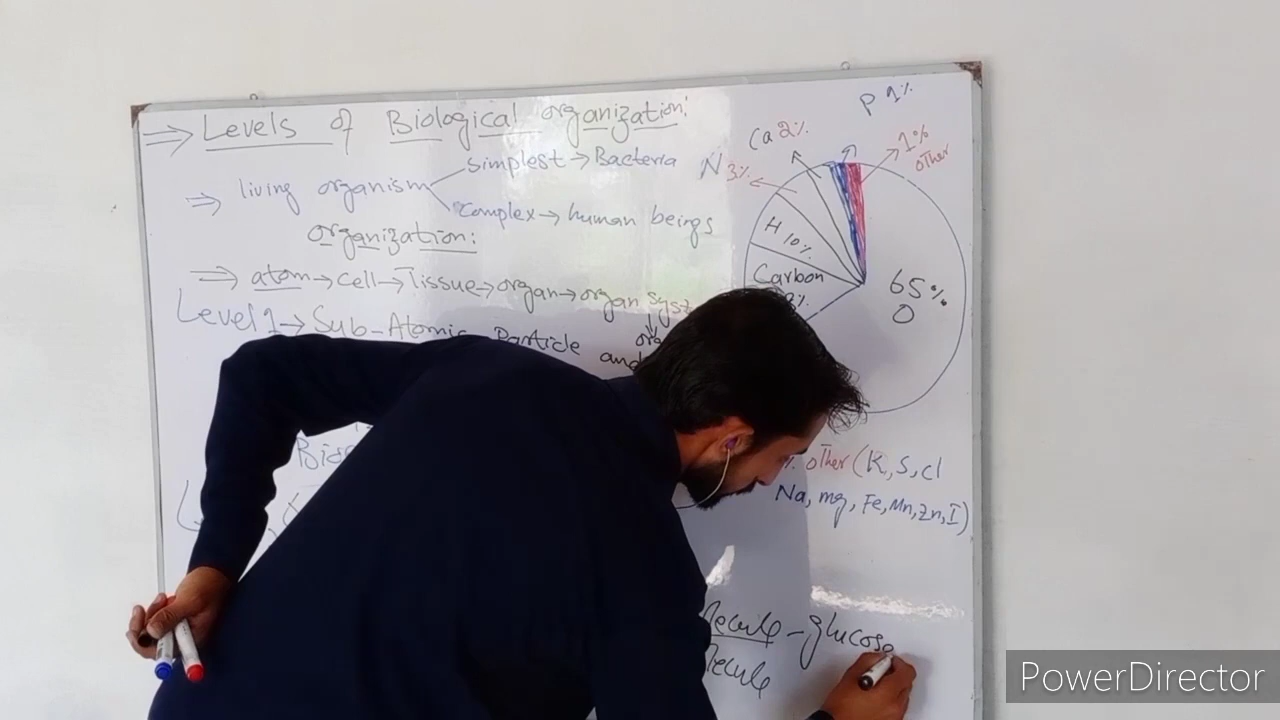 ⇒ Levels of Biological organization:
⇒ living organism
simplest → Bacteria
complex → human beings
organization:
⇒ atom → cell → Tissue → organ → organ syst
Level 1 → Sub-Atomic Particle and
P 1%
Ca 2%
1% other
N 3%
H 10%
Carbon
65%
O
% other (K, S, cl
Na, mg, Fe, Mn, Zn, I)
lecule - glucose
lecule
PowerDirector